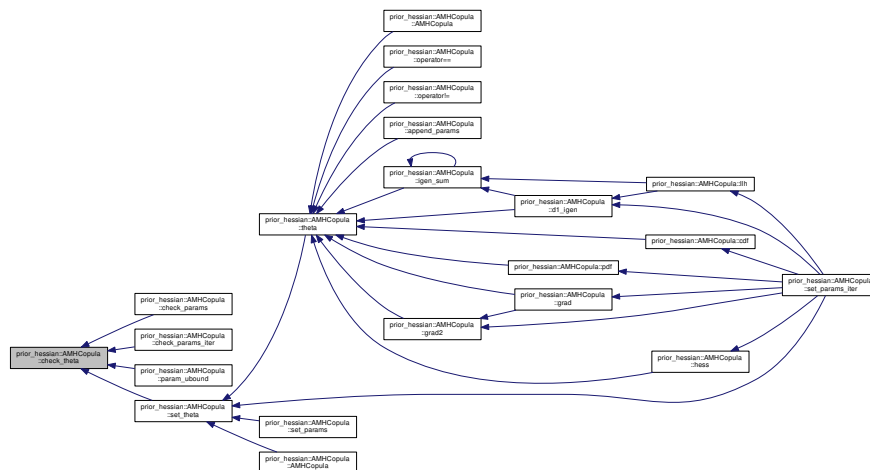 prior_hessian::AMHCopula
::AMHCopula
prior_hessian::AMHCopula
::operator==
prior_hessian::AMHCopula
::operator!=
prior_hessian::AMHCopula
::append_params
prior_hessian::AMHCopula
::igen_sum
prior_hessian::AMHCopula::llh
prior_hessian::AMHCopula
::d1_igen
prior_hessian::AMHCopula
::theta
prior_hessian::AMHCopula::cdf
prior_hessian::AMHCopula::pdf
prior_hessian::AMHCopula
::set_params_iter
prior_hessian::AMHCopula
::grad
prior_hessian::AMHCopula
::check_params
prior_hessian::AMHCopula
::grad2
prior_hessian::AMHCopula
::check_params_iter
prior_hessian::AMHCopula
::check_theta
prior_hessian::AMHCopula
::hess
prior_hessian::AMHCopula
::param_ubound
prior_hessian::AMHCopula
::set_theta
prior_hessian::AMHCopula
::set_params
prior_hessian::AMHCopula
::AMHCopula